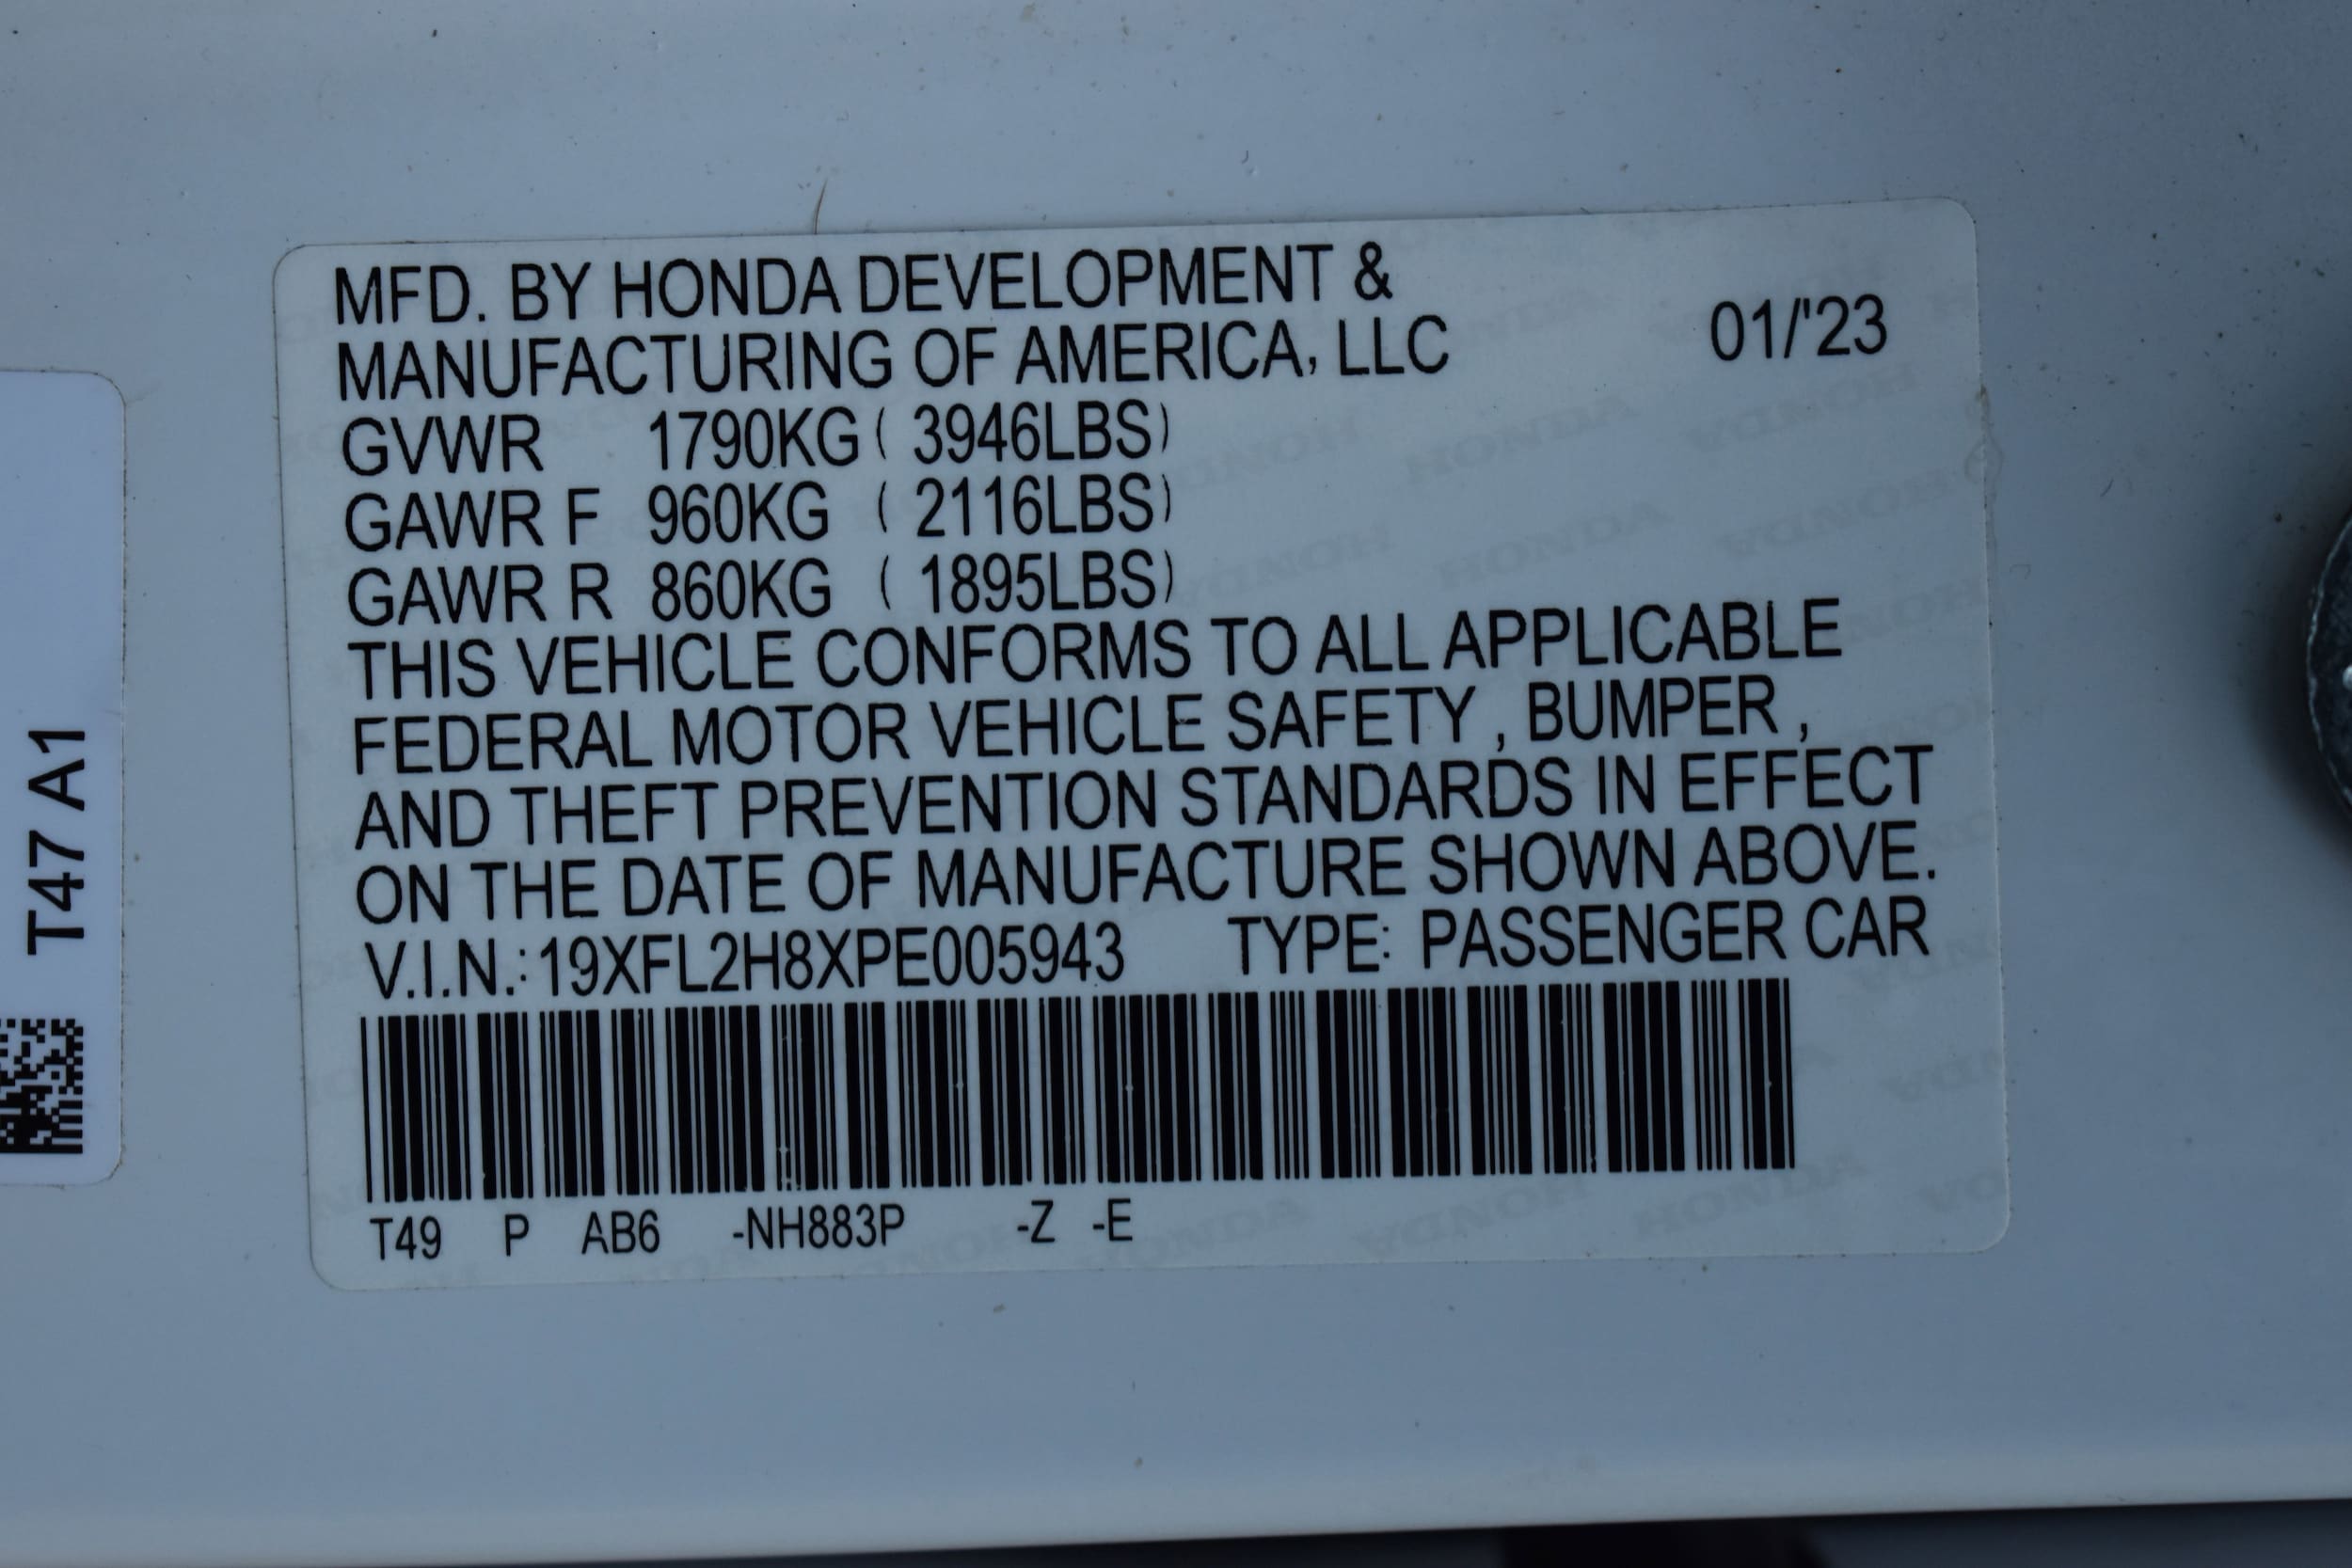 MFD. BY HONDA DEVELOPMENT &
MANUFACTURING OF AMERICA, LLC 01/'23
GVWR 1790KG ( 3946LBS)
GAWR F 960KG ( 2116LBS)
GAWR R 860KG ( 1895LBS)
THIS VEHICLE CONFORMS TO ALL APPLICABLE
FEDERAL MOTOR VEHICLE SAFETY , BUMPER ,
AND THEFT PREVENTION STANDARDS IN EFFECT
ON THE DATE OF MANUFACTURE SHOWN ABOVE.
V.I.N.: 19XFL2H8XPE005943 TYPE: PASSENGER CAR
T49 P AB6 -NH883P -Z -E
T47 A1